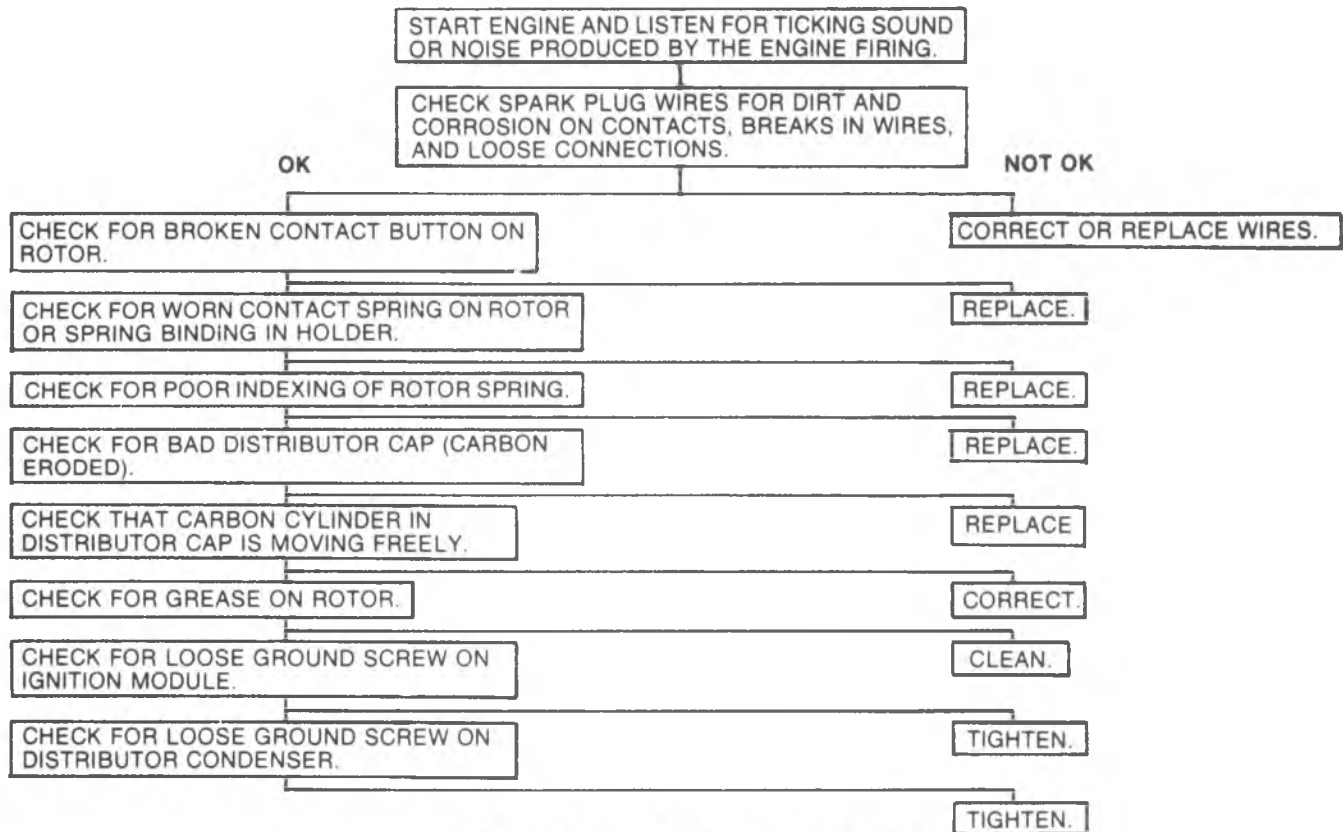 START ENGINE AND LISTEN FOR TICKING SOUND
OR NOISE PRODUCED BY THE ENGINE FIRING.
CHECK SPARK PLUG WIRES FOR DIRT AND
CORROSION ON CONTACTS, BREAKS IN WIRES,
AND LOOSE CONNECTIONS.
OK
NOT OK
CHECK FOR BROKEN CONTACT BUTTON ON
ROTOR.
CORRECT OR REPLACE WIRES.
CHECK FOR WORN CONTACT SPRING ON ROTOR
OR SPRING BINDING IN HOLDER.
REPLACE.
CHECK FOR POOR INDEXING OF ROTOR SPRING.
REPLACE.
CHECK FOR BAD DISTRIBUTOR CAP (CARBON
ERODED).
REPLACE.
CHECK THAT CARBON CYLINDER IN
DISTRIBUTOR CAP IS MOVING FREELY.
REPLACE
CHECK FOR GREASE ON ROTOR.
CORRECT.
CHECK FOR LOOSE GROUND SCREW ON
IGNITION MODULE.
CLEAN.
CHECK FOR LOOSE GROUND SCREW ON
DISTRIBUTOR CONDENSER.
TIGHTEN.
TIGHTEN.